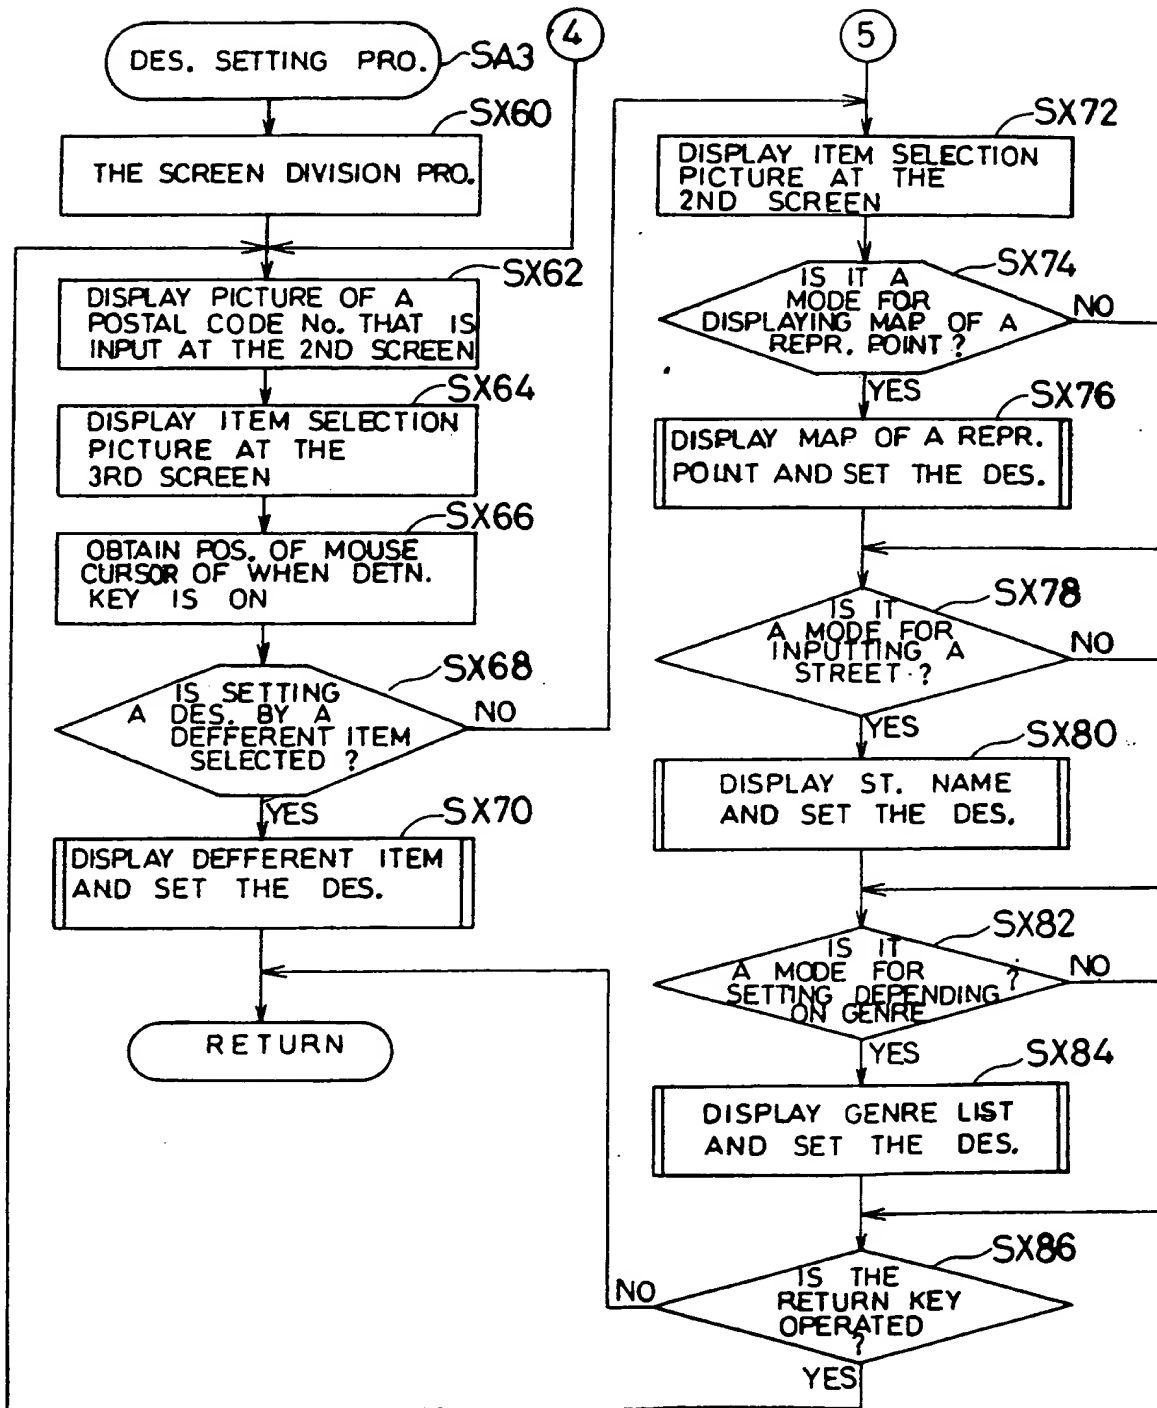 DES. SETTING PRO.
SA3
4
SX60
THE SCREEN DIVISION PRO.
SX62
DISPLAY PICTURE OF A
POSTAL CODE No. THAT IS
INPUT AT THE 2ND SCREEN
SX64
DISPLAY ITEM SELECTION
PICTURE AT THE
3RD SCREEN
SX66
OBTAIN POS. OF MOUSE
CURSOR OF WHEN DETN.
KEY IS ON
SX68
IS SETTING
A DES. BY A
DEFFERENT ITEM
SELECTED ?
NO
YES
SX70
DISPLAY DEFFERENT ITEM
AND SET THE DES.
RETURN
5
SX72
DISPLAY ITEM SELECTION
PICTURE AT THE
2ND SCREEN
SX74
IS IT A
MODE FOR
DISPLAYING MAP OF A
REPR. POINT ?
NO
YES
SX76
DISPLAY MAP OF A REPR.
POINT AND SET THE DES.
SX78
IS IT
A MODE FOR
INPUTTING A
STREET ?
NO
YES
SX80
DISPLAY ST. NAME
AND SET THE DES.
SX82
IS IT
A MODE FOR
SETTING DEPENDING ?
ON GENRE
NO
YES
SX84
DISPLAY GENRE LIST
AND SET THE DES.
SX86
IS THE
RETURN KEY
OPERATED
?
NO
YES